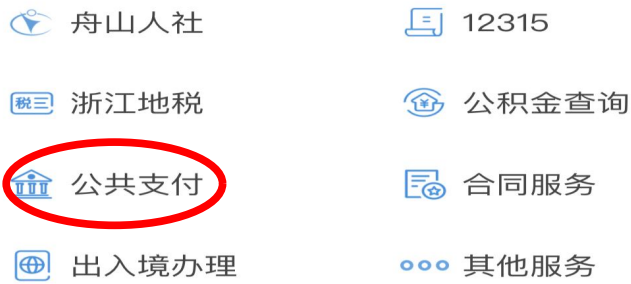 舟山人社
12315
税 浙江地税
公积金查询
公共支付
合同服务
出入境办理
其他服务